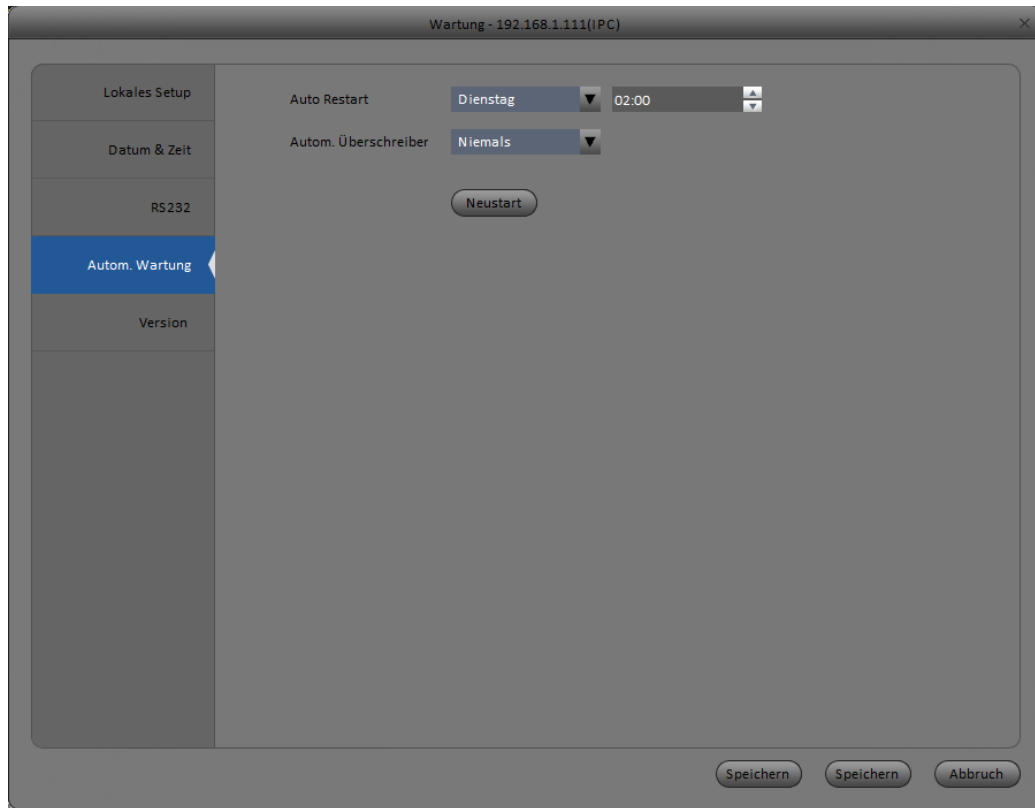 Wartung - 192.168.1.111(IPC)
Lokales Setup
Datum & Zeit
RS232
Autom. Wartung
Version
Auto Restart Dienstag 02:00
Autom. Überschreiber Niemals
Neustart
Speichern Speichern Abbruch